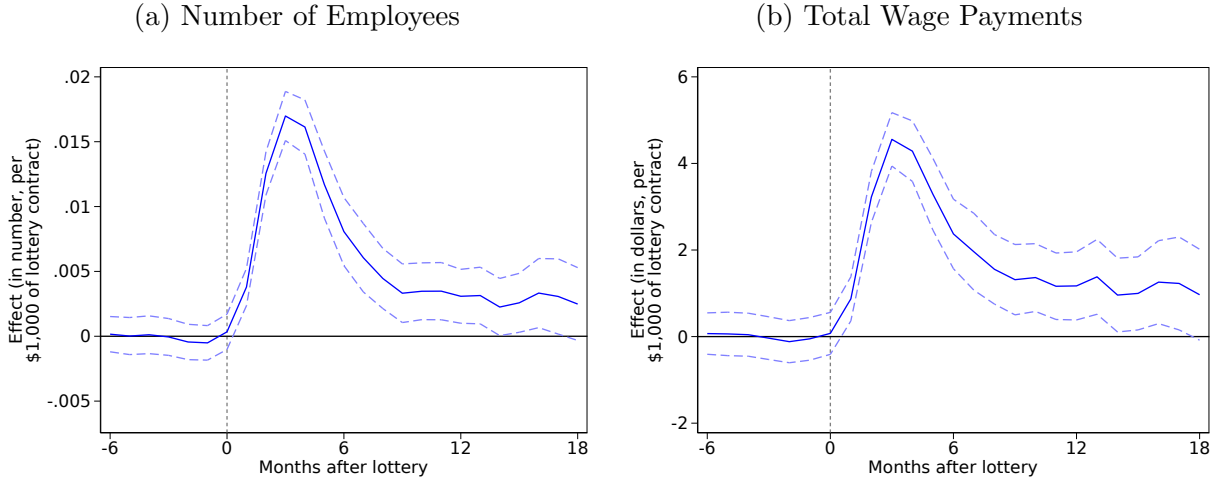 (a) Number of Employees
Effect (in number, per
$1,000 of lottery contract)
.02
.015
.01
.005
0
-.005
-6
0
6
12
18
Months after lottery
(b) Total Wage Payments
Effect (in dollars, per
$1,000 of lottery contract)
6
4
2
0
-2
-6
0
6
12
18
Months after lottery